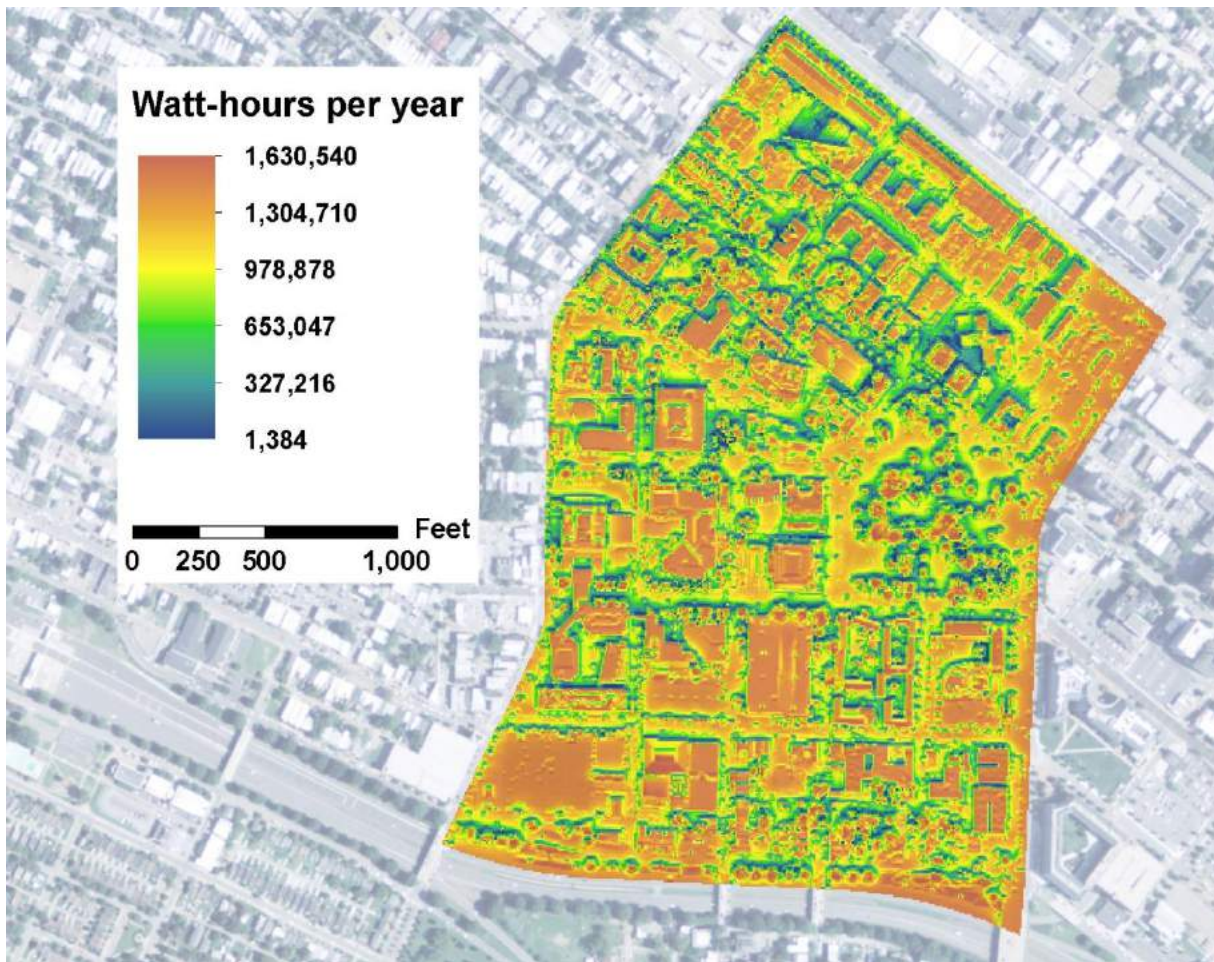 Watt-hours per year
1,630,540
1,304,710
978,878
653,047
327,216
1,384
Feet
0 250 500 1,000